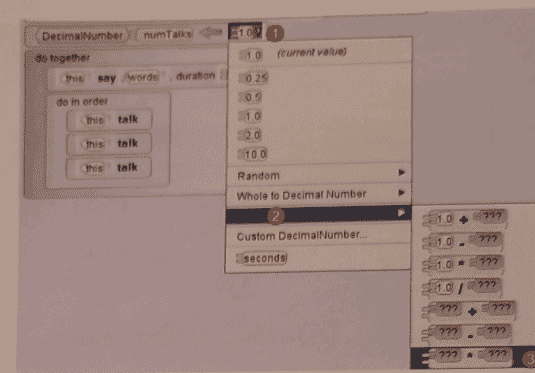 DecimalNumber numTalks 1.0 1
1.0 (current value)
do together
this say words , duration
0.25
0.5
do in order
1.0
this talk
2.0
this talk
10.0
this talk
Random
Whole to Decimal Number
2
Custom DecimalNumber...
seconds
1.0 + ???
1.0 - ???
1.0 * ???
1.0 / ???
??? + ???
??? - ???
??? * ??? 3